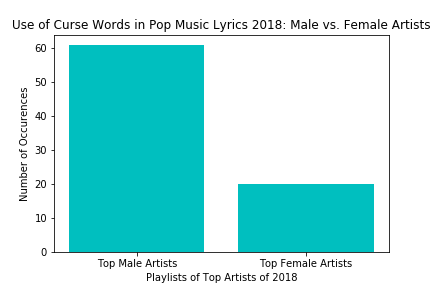 Use of Curse Words in Pop Music Lyrics 2018: Male vs. Female Artists
60
50
40
30
20
10
0
Number of Occurences
Top Male Artists
Top Female Artists
Playlists of Top Artists of 2018